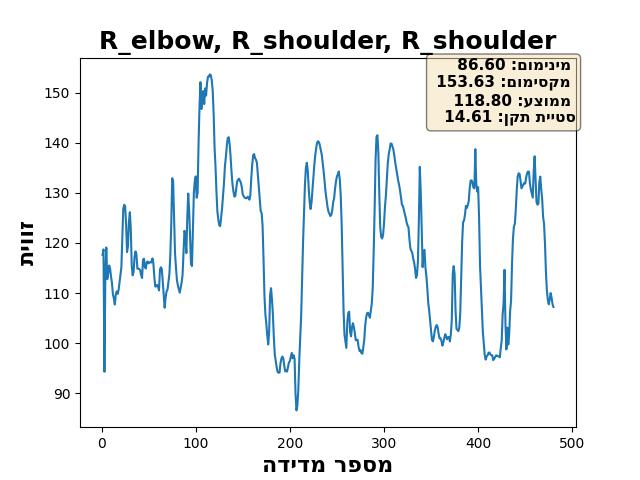 R_elbow, R_shoulder, R_shoulder
מינימום: 86.60
מקסימום: 153.63
ממוצע: 118.80
סטיית תקן: 14.61
זווית
150
140
130
120
110
100
90
0 100 200 300 400 500
מספר מדידה